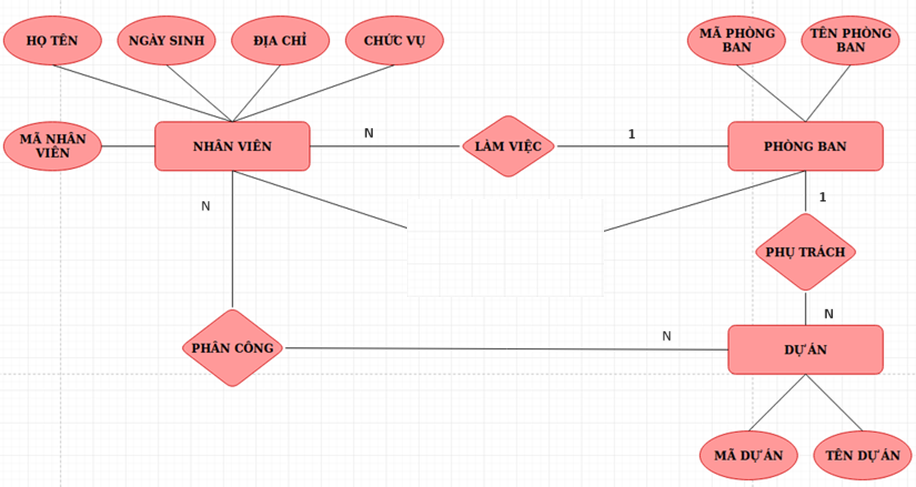 HỌ TÊN
NGÀY SINH
ĐỊA CHỈ
CHỨC VỤ
MÃ PHÒNG
BAN
TÊN PHÒNG
BAN
MÃ NHÂN
VIÊN
NHÂN VIÊN
N
LÀM VIỆC
1
PHÒNG BAN
N
1
PHỤ TRÁCH
N
PHÂN CÔNG
N
DỰ ÁN
MÃ DỰ ÁN
TÊN DỰ ÁN